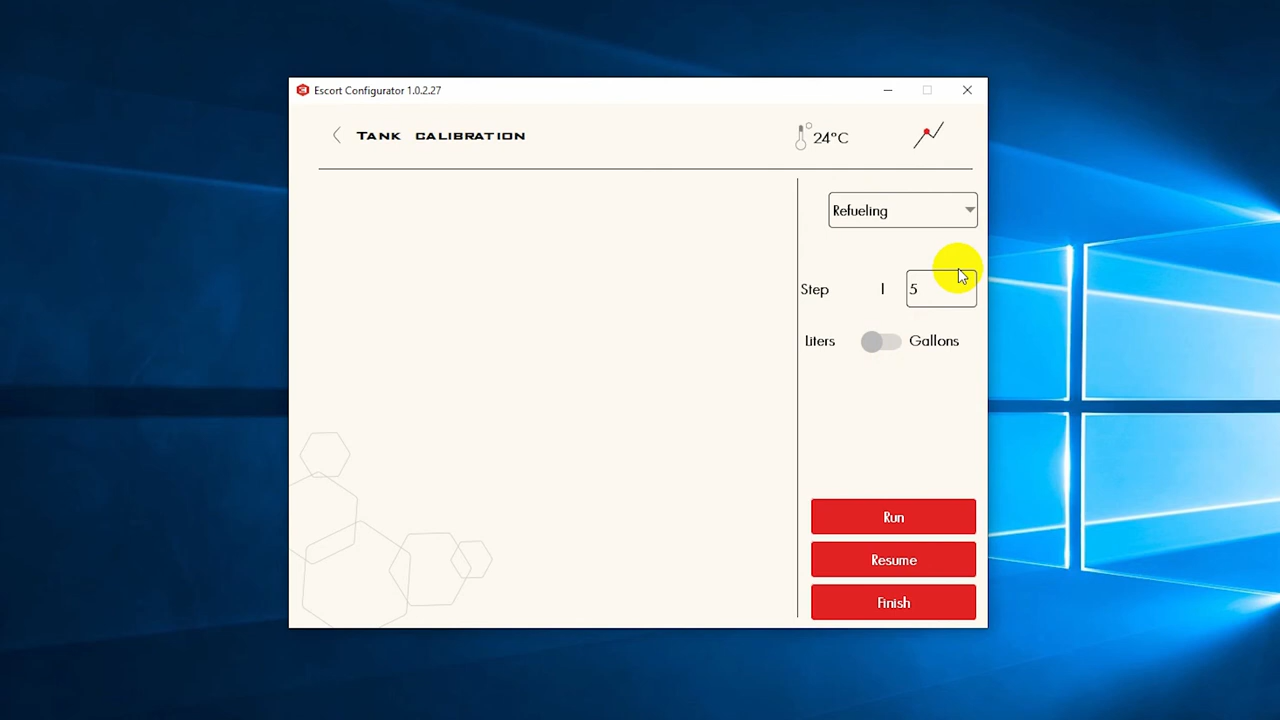 Escort Configurator 1.0.2.27
TANK CALIBRATION
24°C
Refueling
Step l 5
Liters Gallons
Run
Resume
Finish